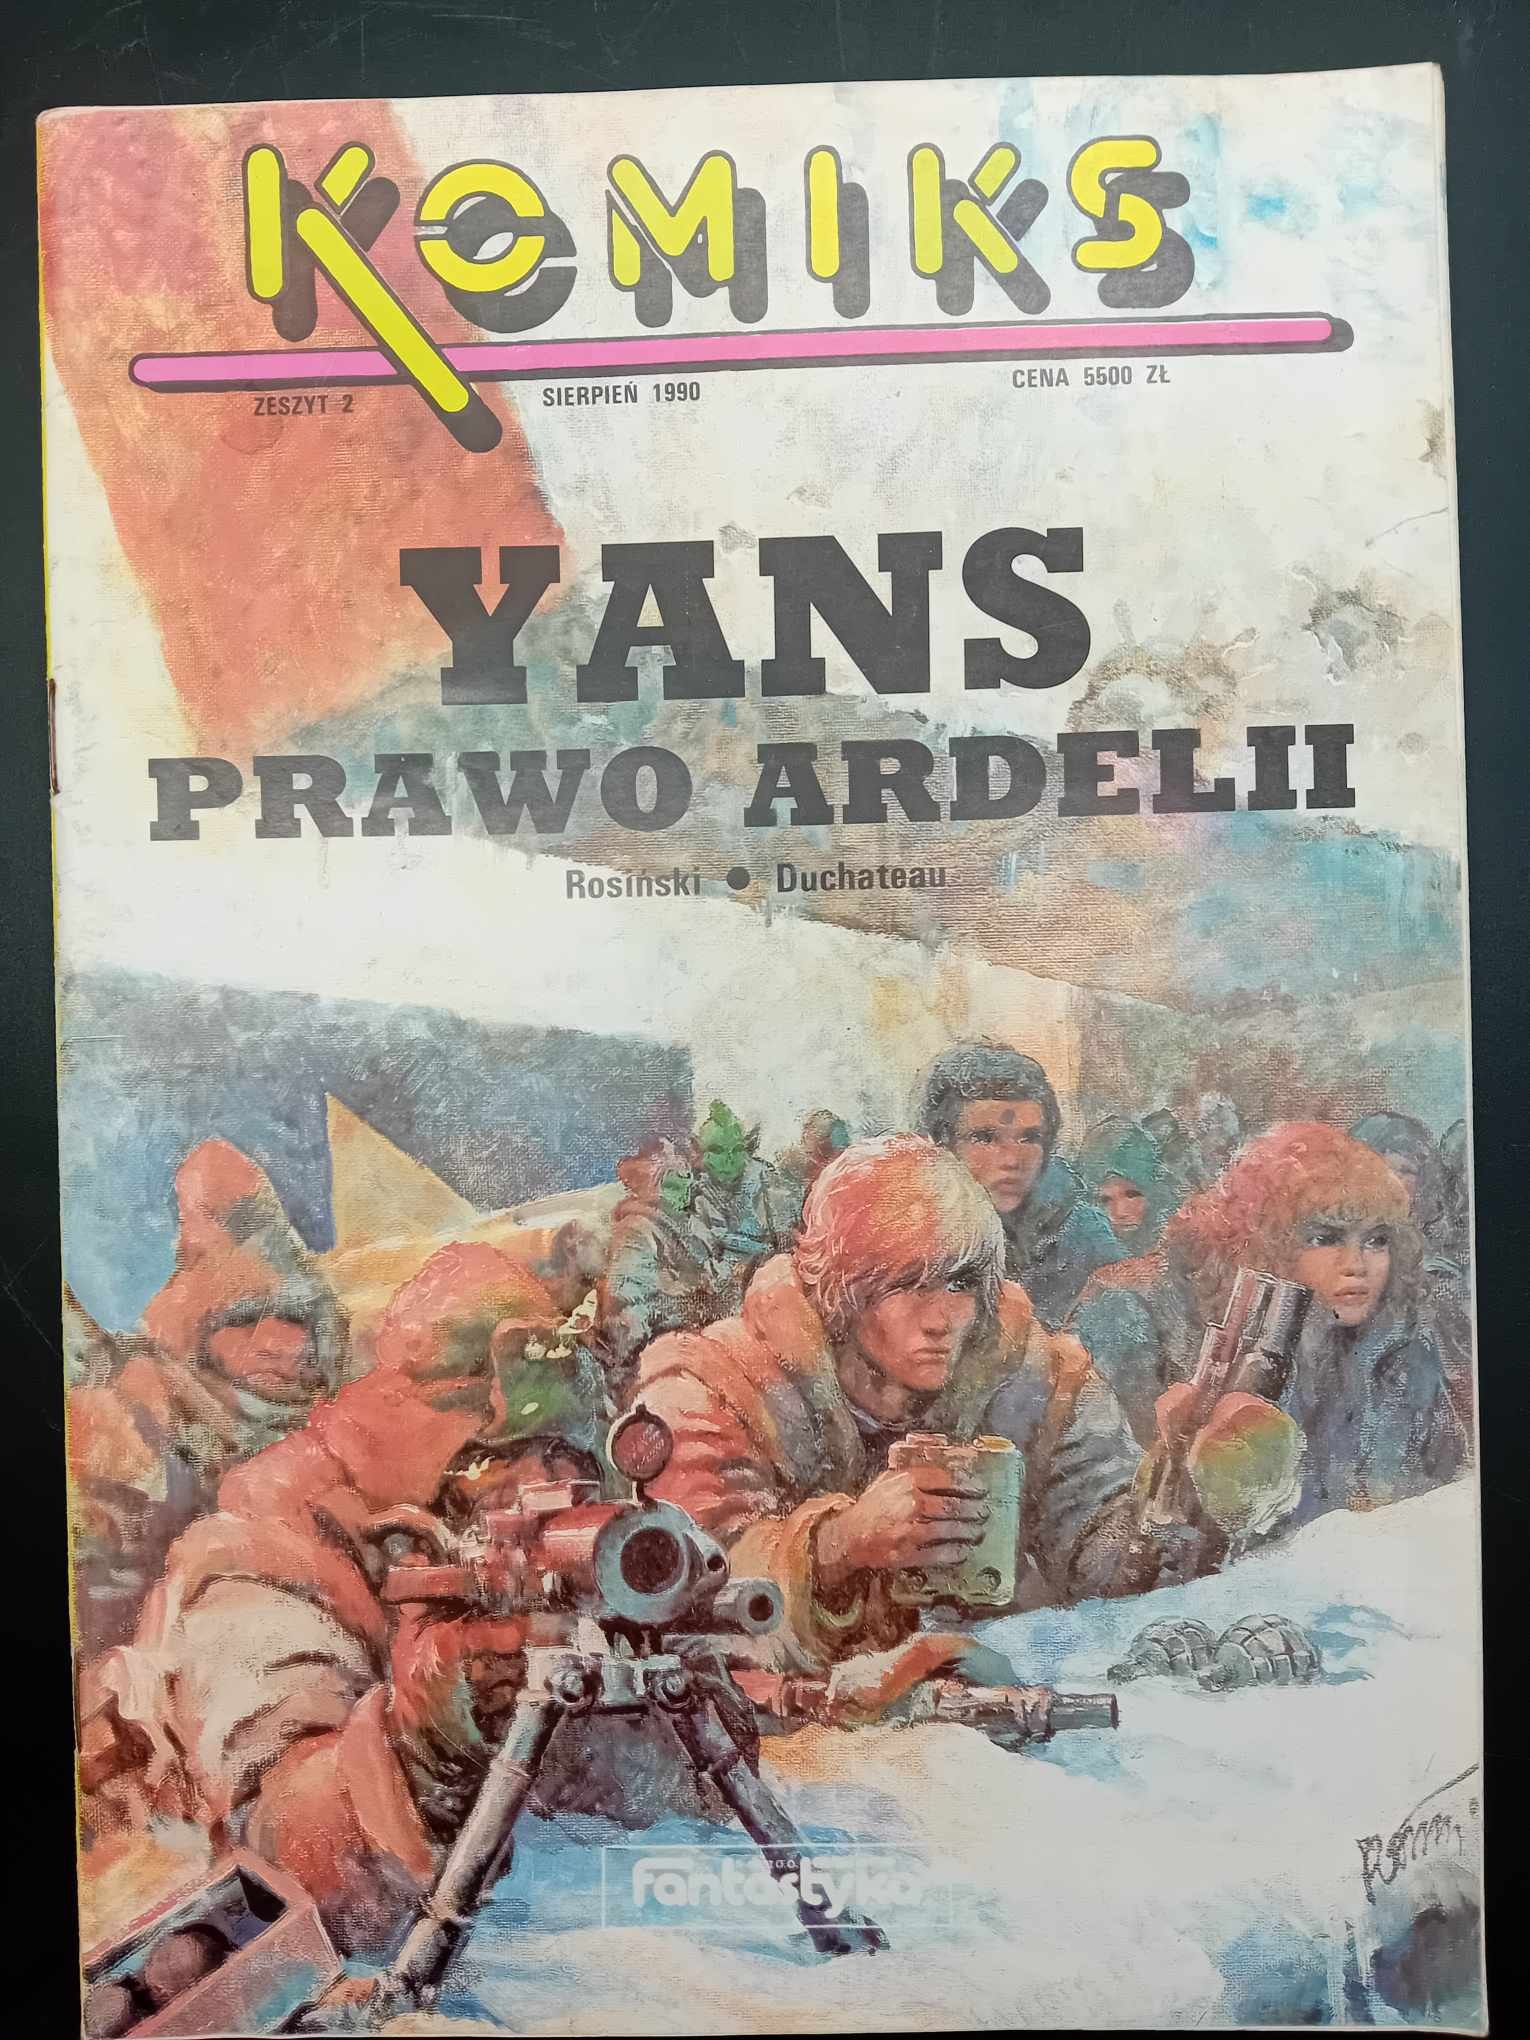 KOMIKS
ZESZYT 2 SIERPIEŃ 1990 CENA 5500 ZŁ
YANS
PRAWO ARDELII
Rosiński • Duchateau
fantastyka